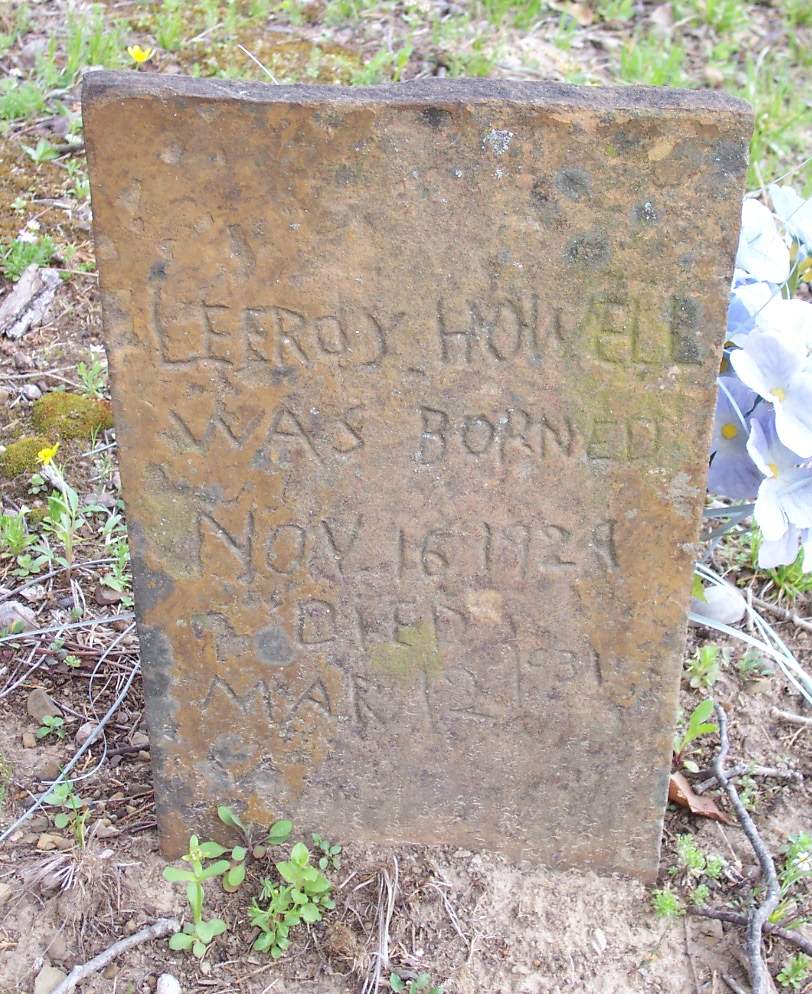 LEEROY HOWELL
WAS BORNED
NOV 16 1929
DIED
MAR 12 1931